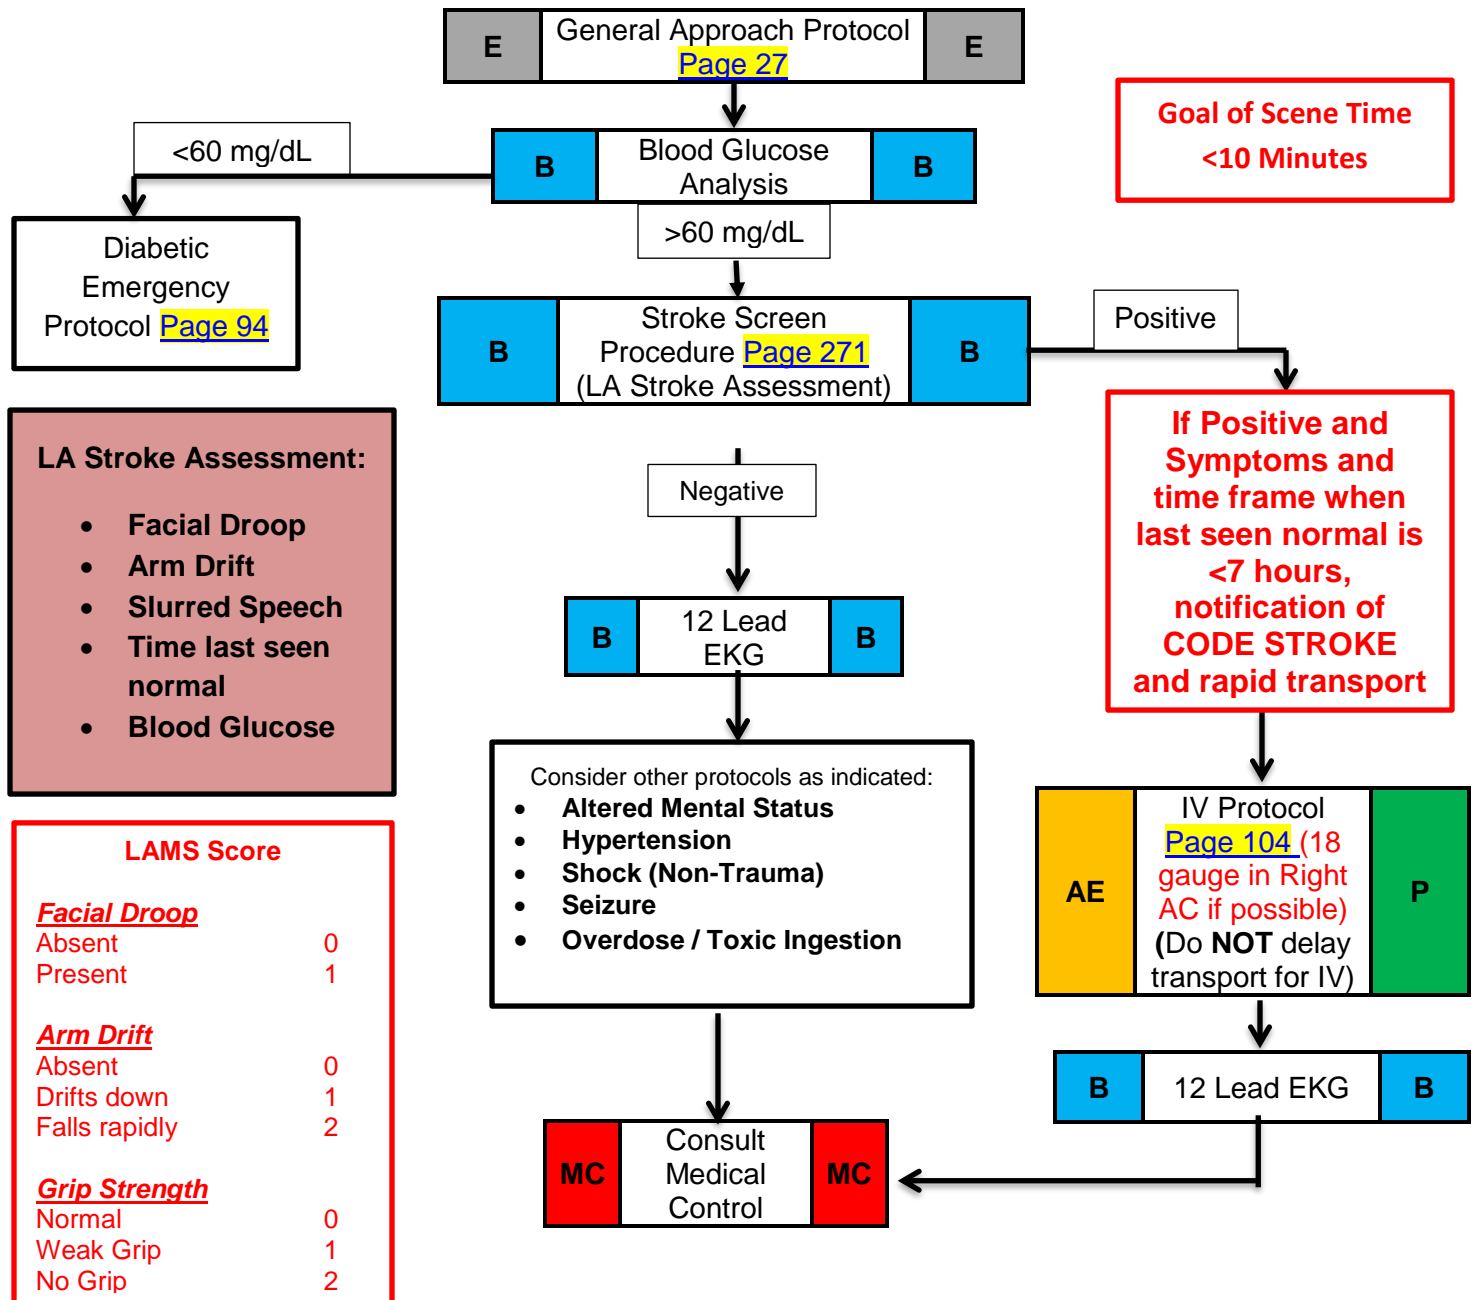 E
General Approach Protocol
Page 27
E
Goal of Scene Time
<10 Minutes
<60 mg/dL
B
Blood Glucose
Analysis
B
>60 mg/dL
Diabetic
Emergency
Protocol Page 94
B
Stroke Screen
Procedure Page 271
(LA Stroke Assessment)
B
Positive
If Positive and
Symptoms and
time frame when
last seen normal is
<7 hours,
notification of
CODE STROKE
and rapid transport
LA Stroke Assessment:
• Facial Droop
• Arm Drift
• Slurred Speech
• Time last seen
normal
• Blood Glucose
Negative
B
12 Lead
EKG
B
Consider other protocols as indicated:
• Altered Mental Status
• Hypertension
• Shock (Non-Trauma)
• Seizure
• Overdose / Toxic Ingestion
AE
IV Protocol
Page 104 (18
gauge in Right
AC if possible)
(Do NOT delay
transport for IV)
P
B
12 Lead EKG
B
LAMS Score
Facial Droop
Absent 0
Present 1
Arm Drift
Absent 0
Drifts down 1
Falls rapidly 2
Grip Strength
Normal 0
Weak Grip 1
No Grip 2
MC
Consult
Medical
Control
MC